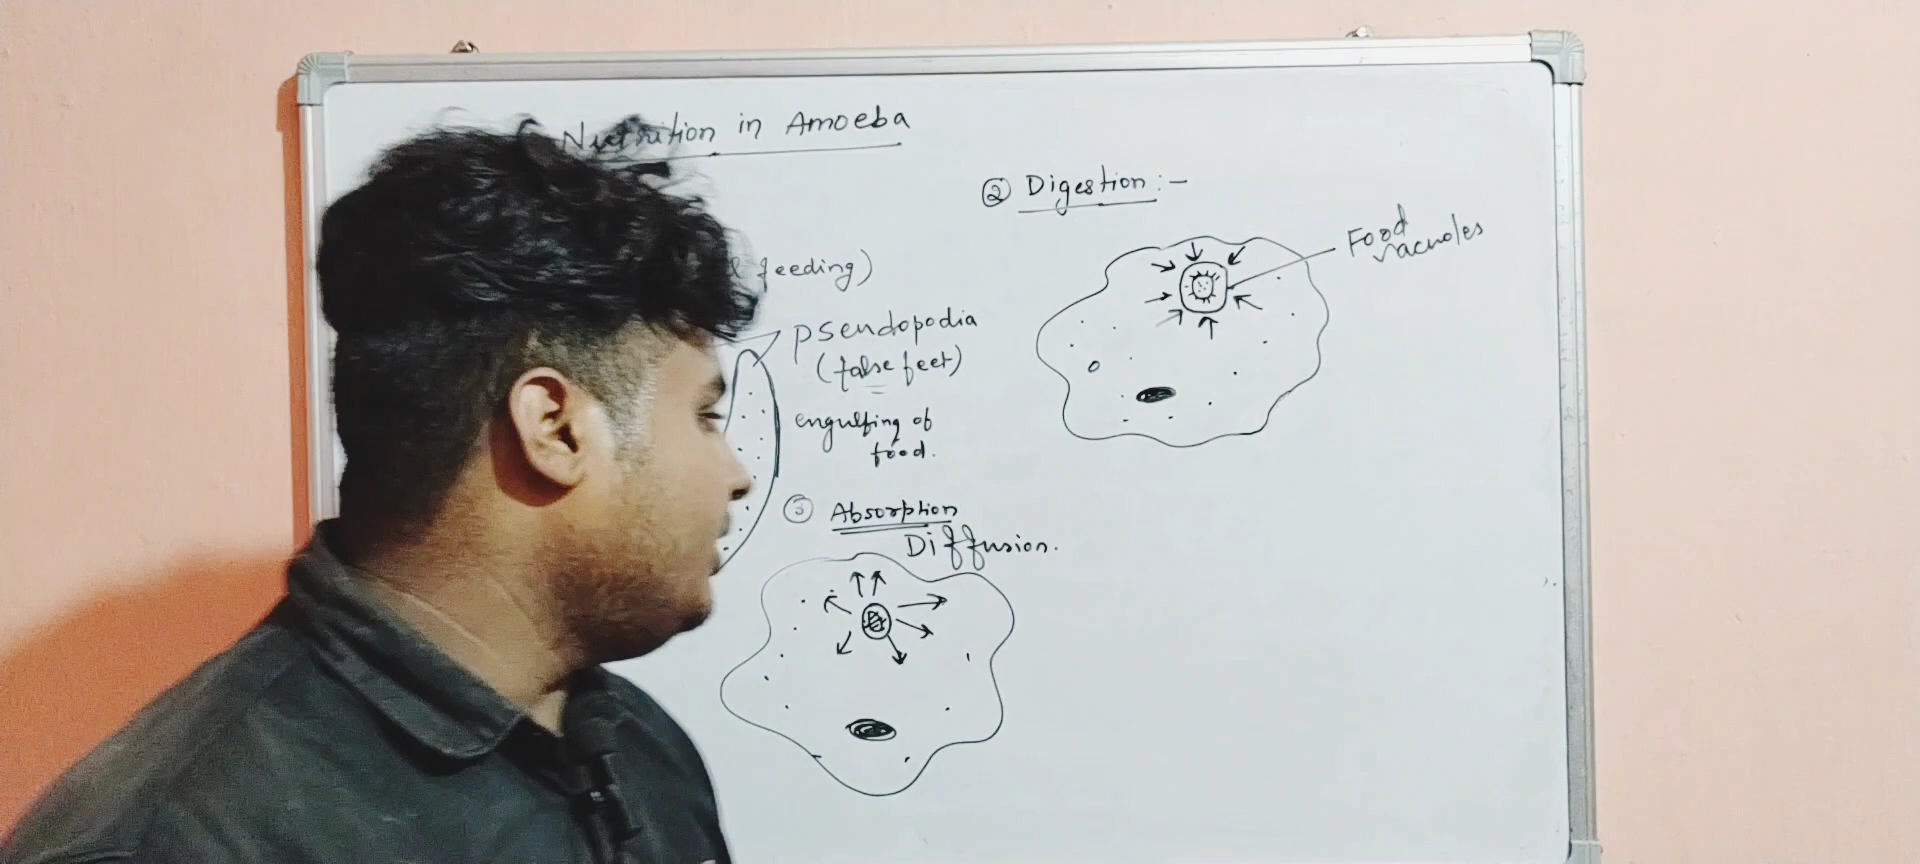 Nutrition in Amoeba
feeding)
Pseudopodia
(false feet)
engulfing of
food.
③ Absorption
Diffusion.
② Digestion :-
Food
vacuoles